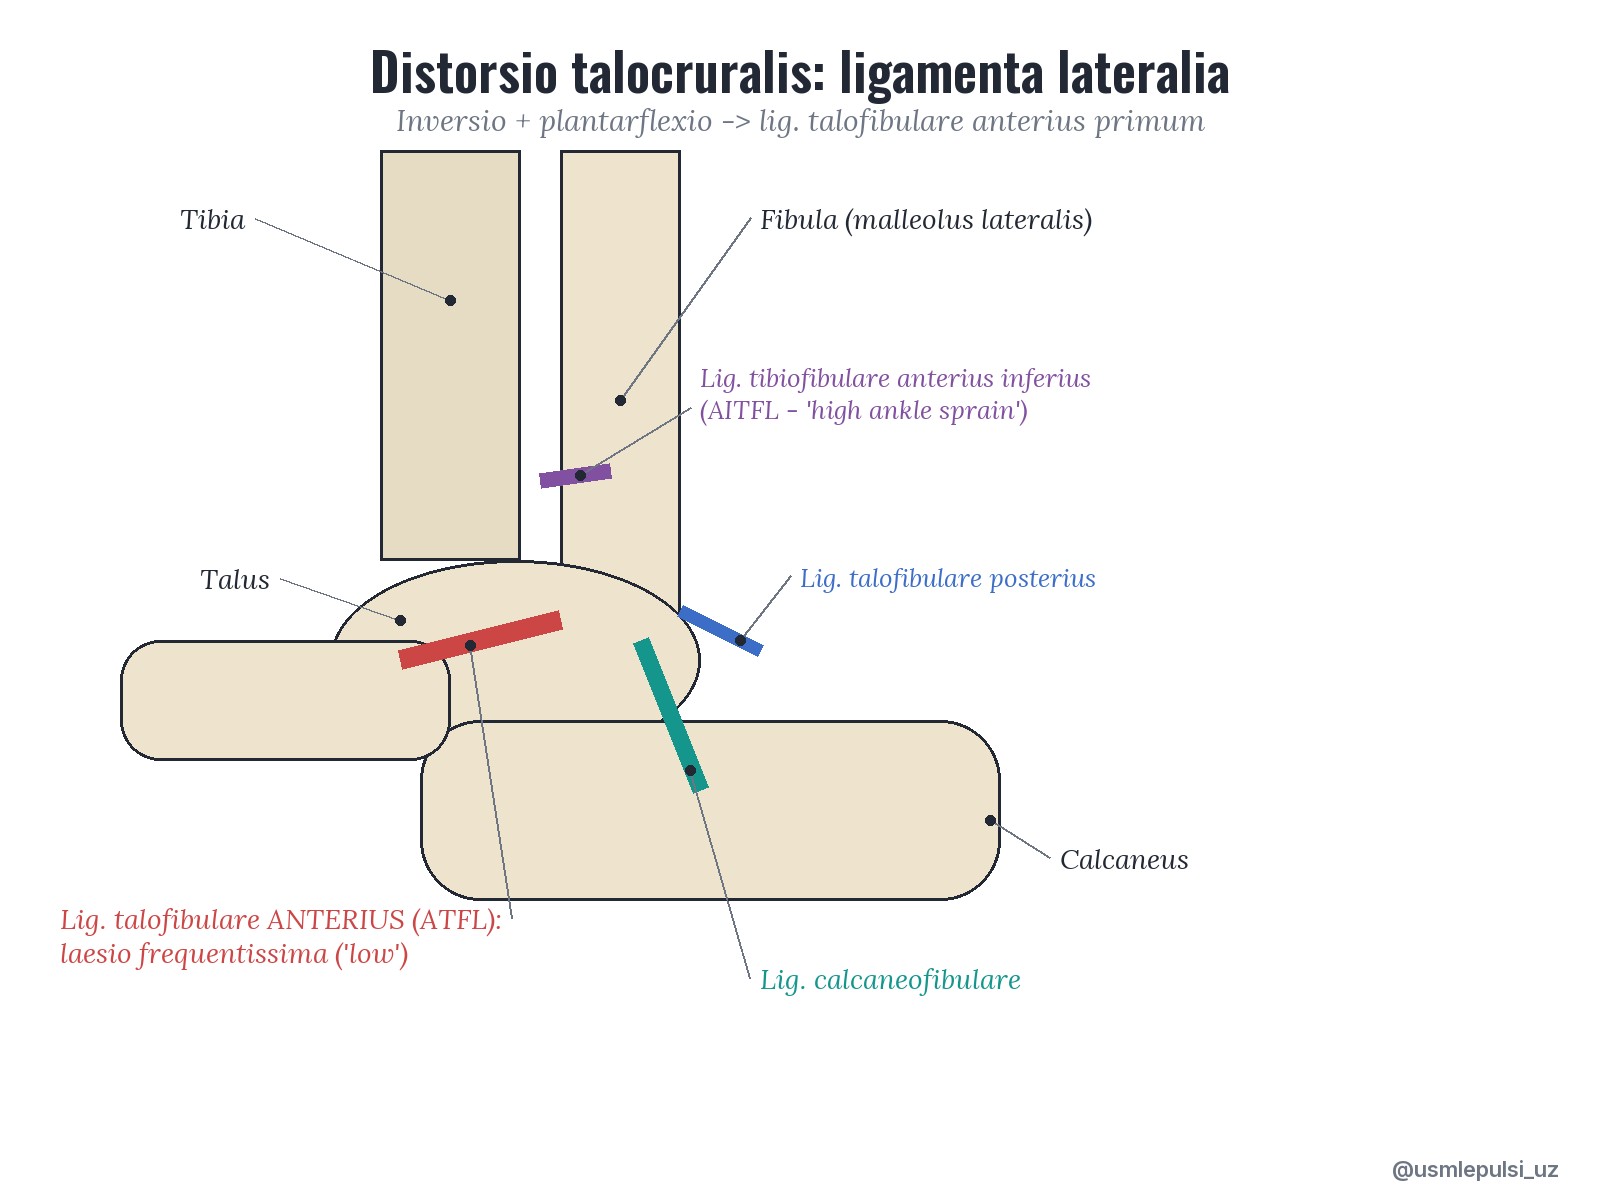 Distorsio talocruralis: ligamenta lateralia
Inversio + plantarflexio -> lig. talofibulare anterius primum
Tibia
Fibula (malleolus lateralis)
Lig. tibiofibulare anterius inferius
(AITFL - 'high ankle sprain')
Talus
Lig. talofibulare posterius
Calcaneus
Lig. talofibulare ANTERIUS (ATFL):
laesio frequentissima ('low')
Lig. calcaneofibulare
@usmlepulsi_uz